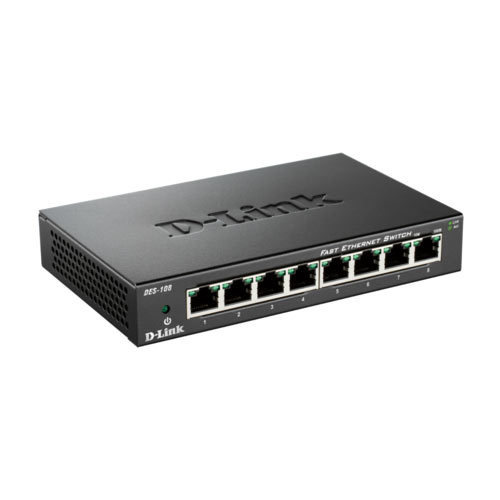 D-Link
FAST ETHERNET SWITCH
DES-108
D-Link
1 2 3 4 5 6 7 8